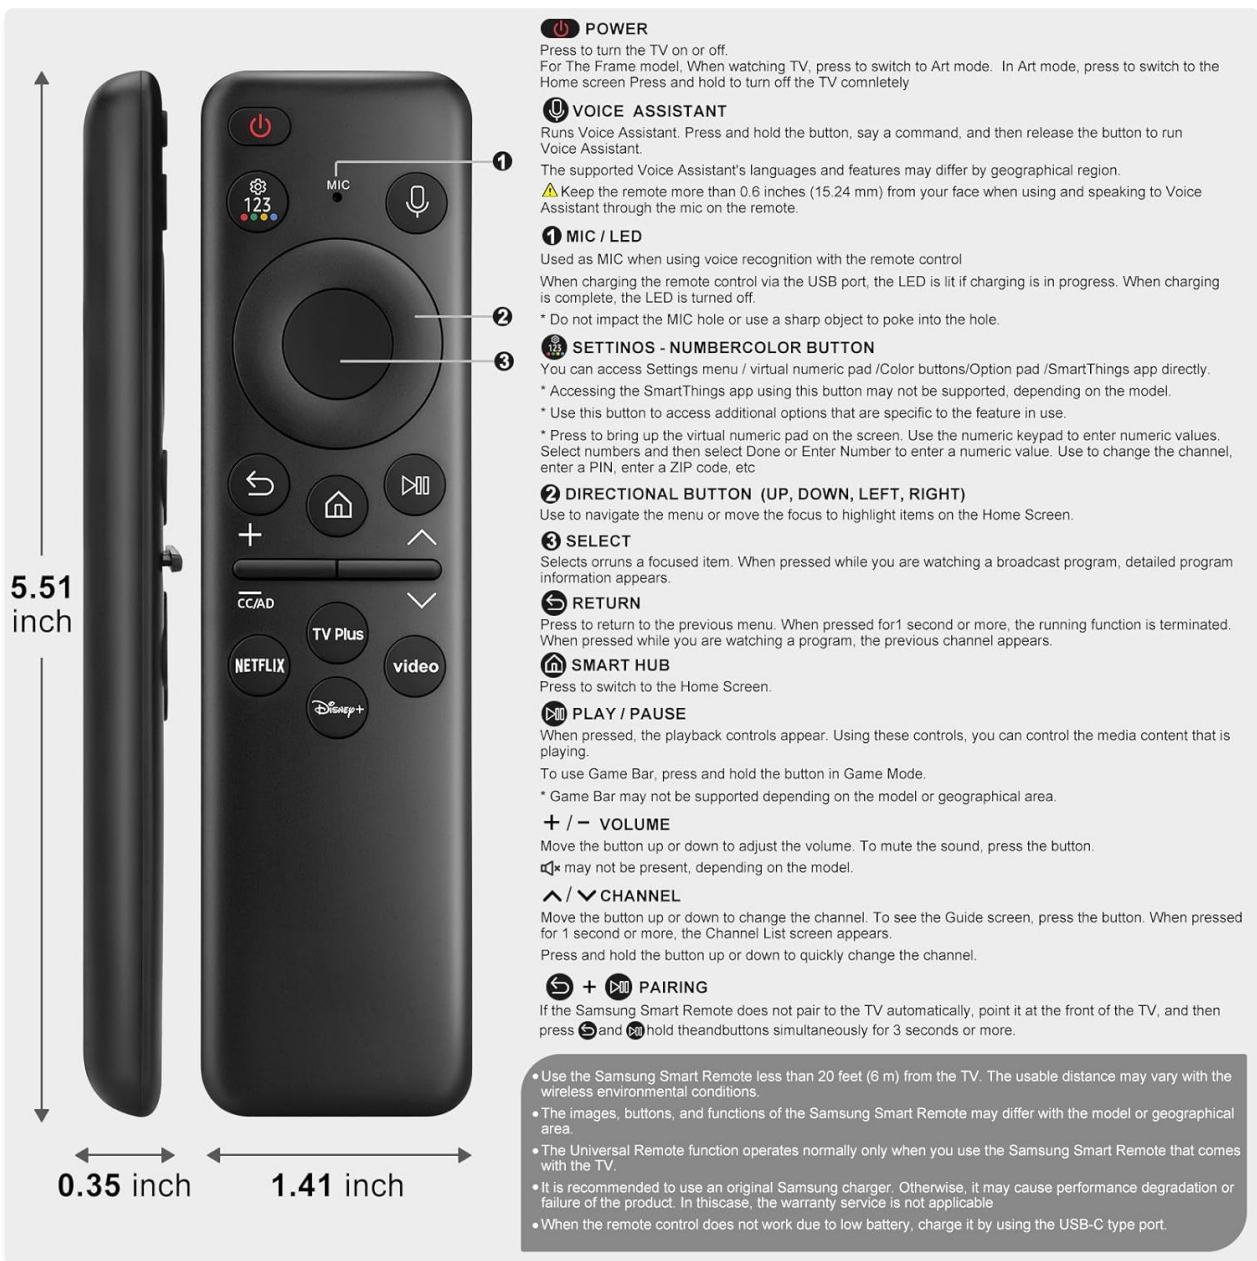 POWER
Press to turn the TV on or off.
For The Frame model, When watching TV, press to switch to Art mode. In Art mode, press to switch to the
Home screen Press and hold to turn off the TV comnletely
VOICE ASSISTANT
Runs Voice Assistant. Press and hold the button, say a command, and then release the button to run
Voice Assistant.
The supported Voice Assistant's languages and features may differ by geographical region.
Keep the remote more than 0.6 inches (15.24 mm) from your face when using and speaking to Voice
Assistant through the mic on the remote.
1 MIC / LED
Used as MIC when using voice recognition with the remote control
When charging the remote control via the USB port, the LED is lit if charging is in progress. When charging
is complete, the LED is turned off.
* Do not impact the MIC hole or use a sharp object to poke into the hole.
123 SETTINOS - NUMBERCOLOR BUTTON
You can access Settings menu / virtual numeric pad /Color buttons/Option pad /SmartThings app directly.
* Accessing the SmartThings app using this button may not be supported, depending on the model.
* Use this button to access additional options that are specific to the feature in use.
* Press to bring up the virtual numeric pad on the screen. Use the numeric keypad to enter numeric values.
Select numbers and then select Done or Enter Number to enter a numeric value. Use to change the channel,
enter a PIN, enter a ZIP code, etc
2 DIRECTIONAL BUTTON (UP, DOWN, LEFT, RIGHT)
Use to navigate the menu or move the focus to highlight items on the Home Screen.
3 SELECT
Selects orruns a focused item. When pressed while you are watching a broadcast program, detailed program
information appears.
RETURN
Press to return to the previous menu. When pressed for1 second or more, the running function is terminated.
When pressed while you are watching a program, the previous channel appears.
SMART HUB
Press to switch to the Home Screen.
PLAY / PAUSE
When pressed, the playback controls appear. Using these controls, you can control the media content that is
playing.
To use Game Bar, press and hold the button in Game Mode.
* Game Bar may not be supported depending on the model or geographical area.
+ / − VOLUME
Move the button up or down to adjust the volume. To mute the sound, press the button.
may not be present, depending on the model.
/ CHANNEL
Move the button up or down to change the channel. To see the Guide screen, press the button. When pressed
for 1 second or more, the Channel List screen appears.
Press and hold the button up or down to quickly change the channel.
+ PAIRING
If the Samsung Smart Remote does not pair to the TV automatically, point it at the front of the TV, and then
press and hold theandbuttons simultaneously for 3 seconds or more.
• Use the Samsung Smart Remote less than 20 feet (6 m) from the TV. The usable distance may vary with the
wireless environmental conditions.
• The images, buttons, and functions of the Samsung Smart Remote may differ with the model or geographical
area.
• The Universal Remote function operates normally only when you use the Samsung Smart Remote that comes
with the TV.
• It is recommended to use an original Samsung charger. Otherwise, it may cause performance degradation or
failure of the product. In thiscase, the warranty service is not applicable
• When the remote control does not work due to low battery, charge it by using the USB-C type port.
MIC
1
123
2
3
+
CC/AD
TV Plus
NETFLIX
video
Disney+
5.51
inch
0.35 inch
1.41 inch